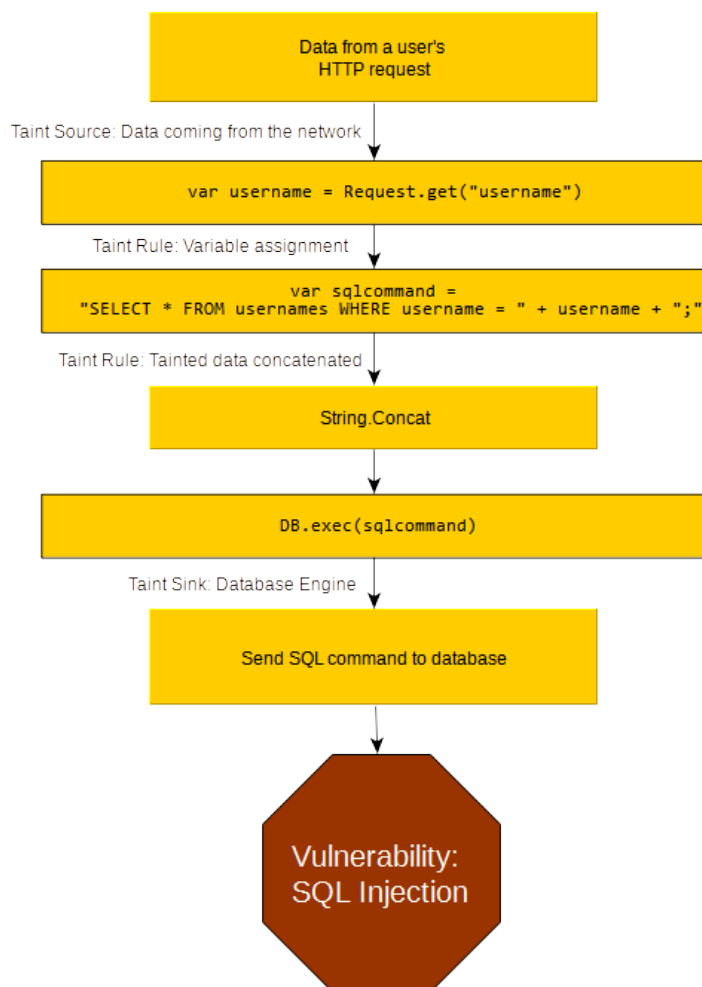 Data from a user's
HTTP request
Taint Source: Data coming from the network
var username = Request.get("username")
Taint Rule: Variable assignment
var sqlcommand =
"SELECT * FROM usernames WHERE username = " + username + ";"
Taint Rule: Tainted data concatenated
String.Concat
DB.exec(sqlcommand)
Taint Sink: Database Engine
Send SQL command to database
Vulnerability:
SQL Injection